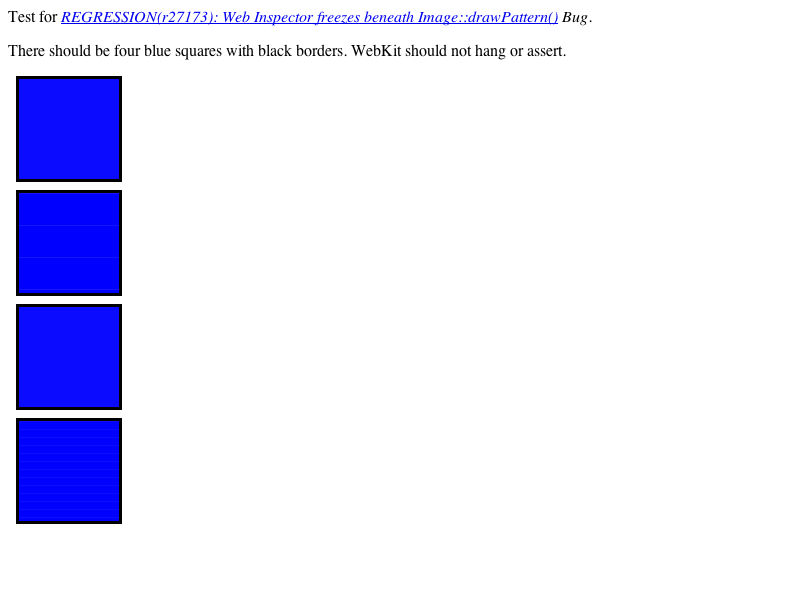 Test for REGRESSION(r27173): Web Inspector freezes beneath Image::drawPattern() Bug.
There should be four blue squares with black borders. WebKit should not hang or assert.